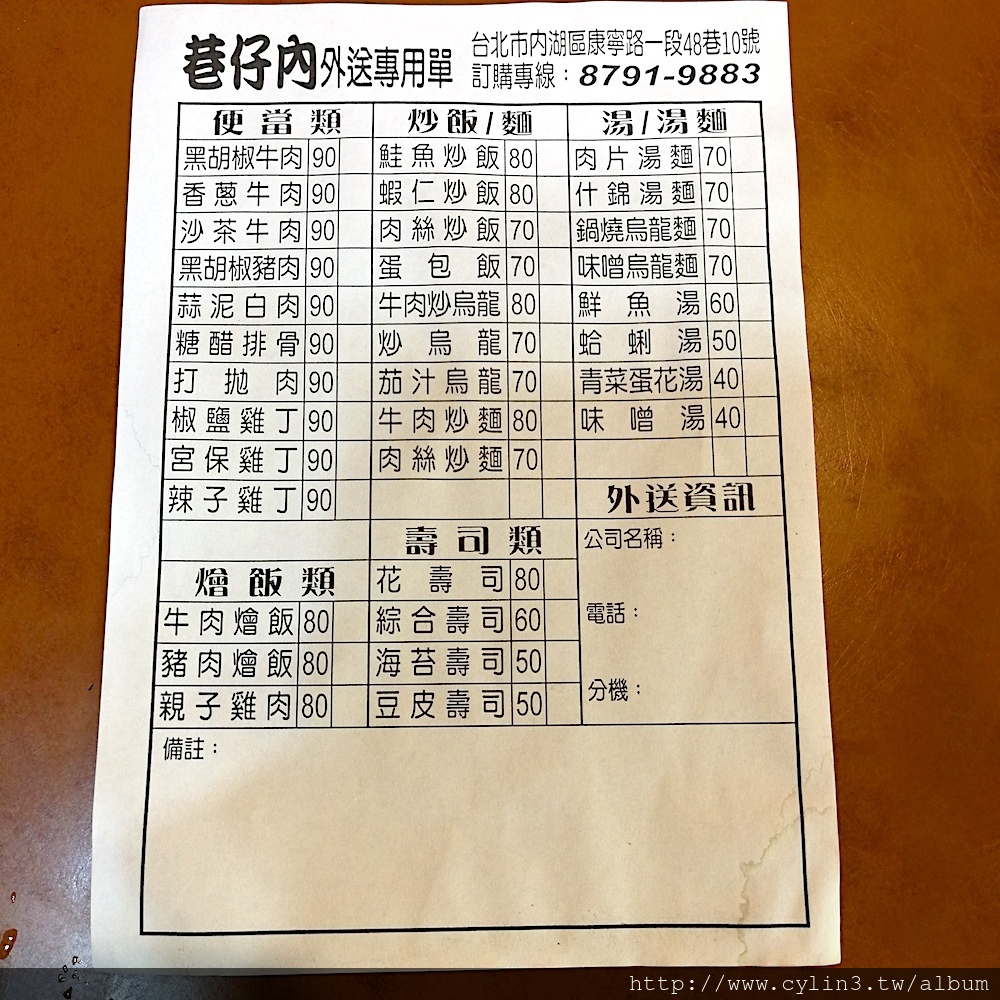 巷仔內外送專用單
台北市內湖區康寧路一段48巷10號
訂購專線：8791-9883
便當類
黑胡椒牛肉 90
香蔥牛肉 90
沙茶牛肉 90
黑胡椒豬肉 90
蒜泥白肉 90
糖醋排骨 90
打拋肉 90
椒鹽雞丁 90
宮保雞丁 90
辣子雞丁 90
燴飯類
牛肉燴飯 80
豬肉燴飯 80
親子雞肉 80
炒飯/麵
鮭魚炒飯 80
蝦仁炒飯 80
肉絲炒飯 70
蛋包飯 70
牛肉炒烏龍 80
炒烏龍 70
茄汁烏龍 70
牛肉炒麵 80
肉絲炒麵 70
壽司類
花壽司 80
綜合壽司 60
海苔壽司 50
豆皮壽司 50
湯/湯麵
肉片湯麵 70
什錦湯麵 70
鍋燒烏龍麵 70
味噌烏龍麵 70
鮮魚湯 60
蛤蜊湯 50
青菜蛋花湯 40
味噌湯 40
外送資訊
公司名稱：
電話：
分機：
備註：
http://www.cylin3.tw/album